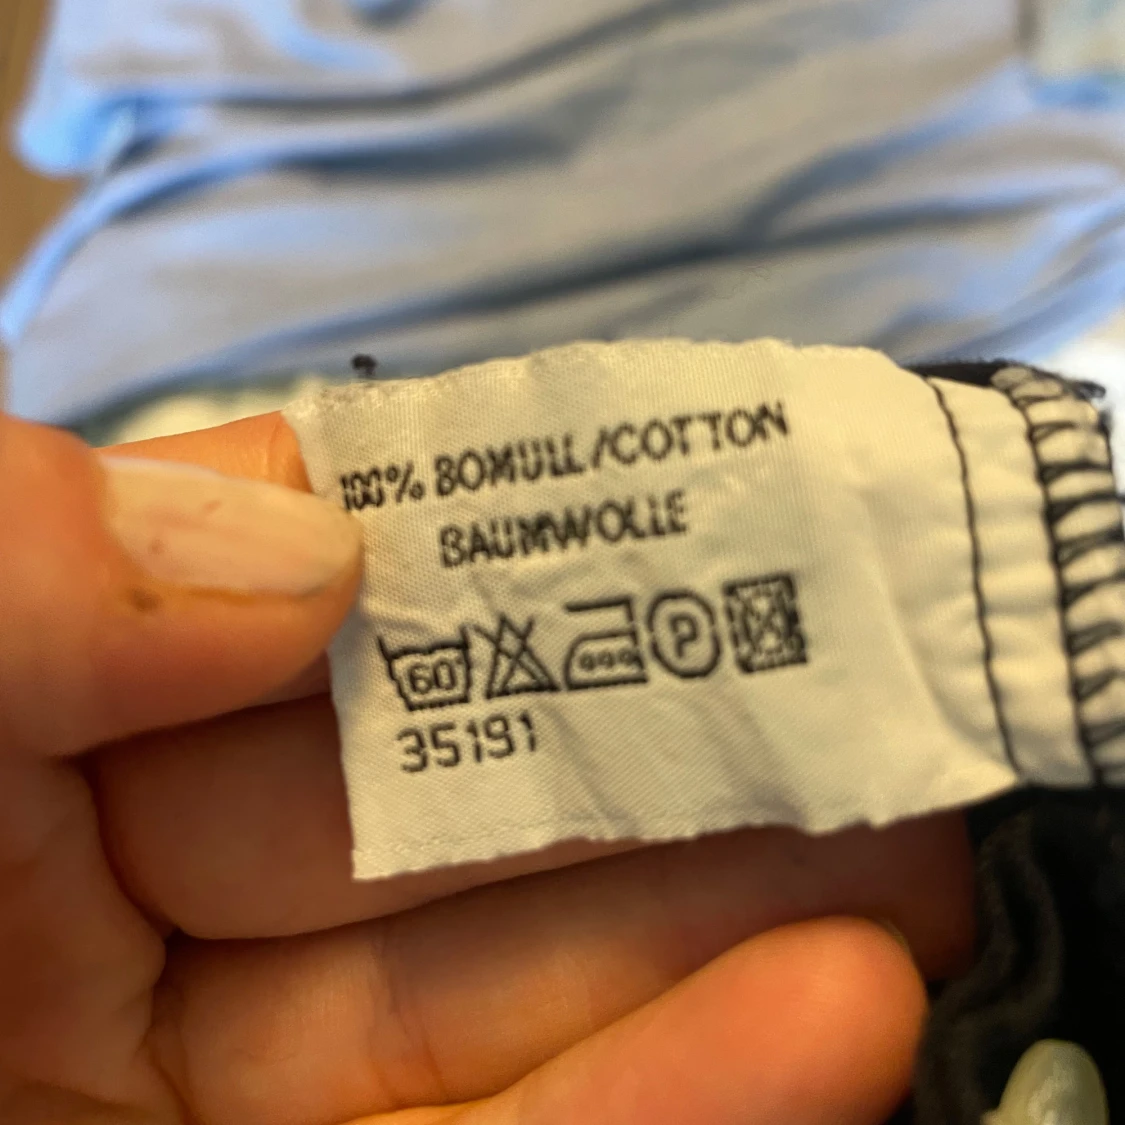 100% BOMULL/COTTON
BAUMWOLLE
60° P
35191